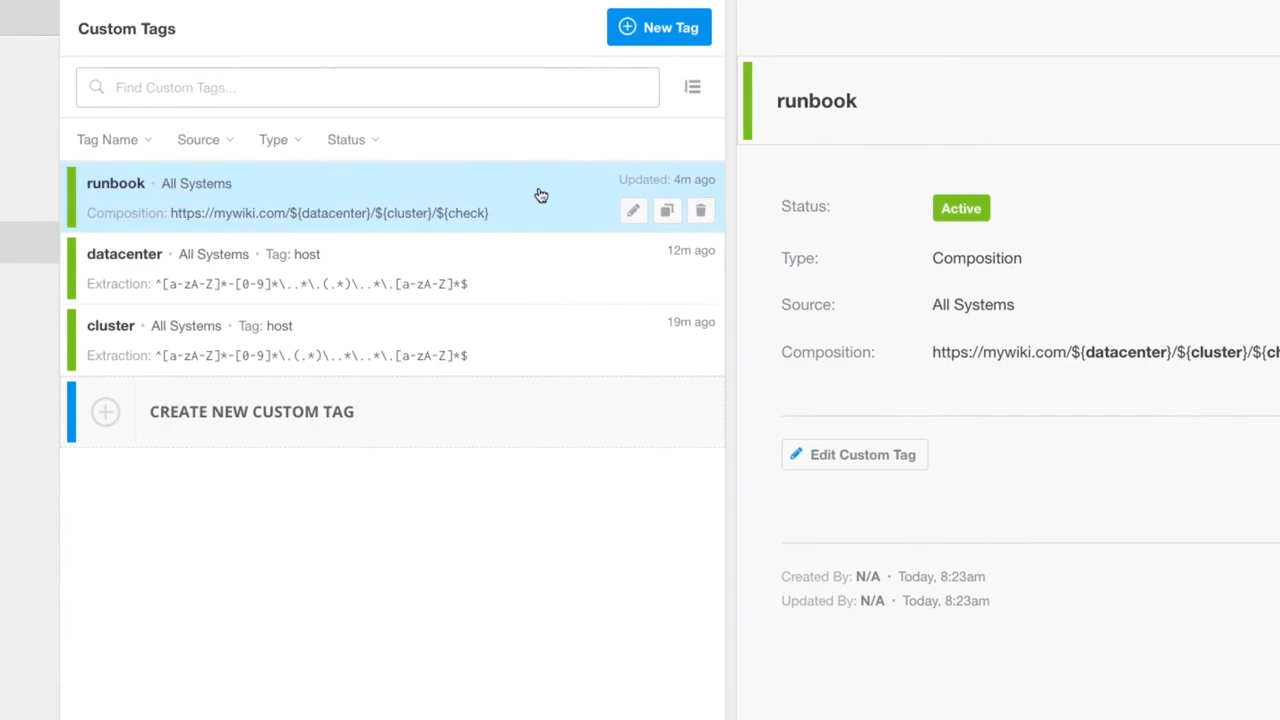 Custom Tags
New Tag
Find Custom Tags...
Tag Name
Source
Type
Status
runbook · All Systems
Updated: 4m ago
Composition: https://mywiki.com/${datacenter}/${cluster}/${check}
datacenter · All Systems · Tag: host
12m ago
Extraction: ^[a-zA-Z]*-[0-9]*\..*\.(.*)\..*\.[a-zA-Z]*$
cluster · All Systems · Tag: host
19m ago
Extraction: ^[a-zA-Z]*-[0-9]*\.(.*)\..*\..*\.[a-zA-Z]*$
CREATE NEW CUSTOM TAG
runbook
Status: Active
Type: Composition
Source: All Systems
Composition: https://mywiki.com/${datacenter}/${cluster}/${ch
Edit Custom Tag
Created By: N/A · Today, 8:23am
Updated By: N/A · Today, 8:23am